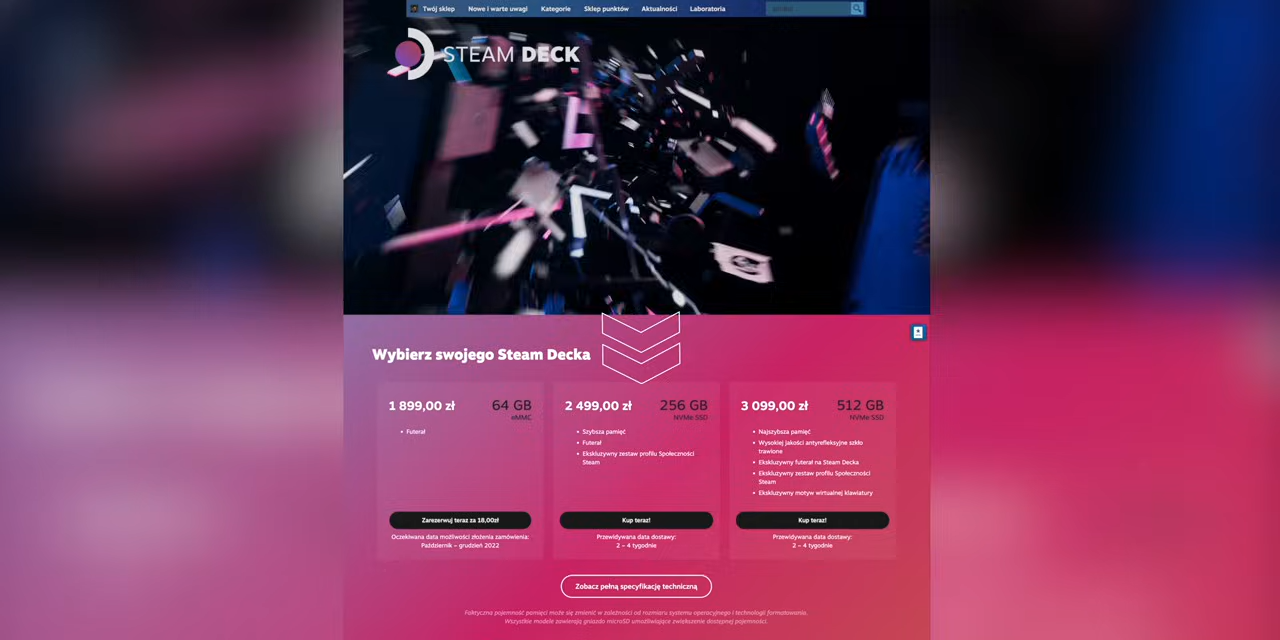 Twój sklep Nowe i warte uwagi Kategorie Sklep punktów Aktualności Laboratoria
STEAM DECK
Wybierz swojego Steam Decka
1 899,00 zł 64 GB
eMMC
• Futerał
Zarezerwuj teraz za 18,00zł
Oczekiwana data możliwości złożenia zamówienia:
Październik – grudzień 2022
2 499,00 zł 256 GB
NVMe SSD
• Szybsza pamięć
• Futerał
• Ekskluzywny zestaw profilu Społeczności
Steam
Kup teraz!
Przewidywana data dostawy:
2 – 4 tygodnie
3 099,00 zł 512 GB
NVMe SSD
• Najszybsza pamięć
• Wysokiej jakości antyrefleksyjne szkło
trawione
• Ekskluzywny futerał na Steam Decka
• Ekskluzywny zestaw profilu Społeczności
Steam
• Ekskluzywny motyw wirtualnej klawiatury
Kup teraz!
Przewidywana data dostawy:
2 – 4 tygodnie
Zobacz pełną specyfikację techniczną
Faktyczna pojemność pamięci może się zmienić w zależności od rozmiaru systemu operacyjnego i technologii formatowania.
Wszystkie modele zawierają gniazdo microSD umożliwiające zwiększenie dostępnej pojemności.